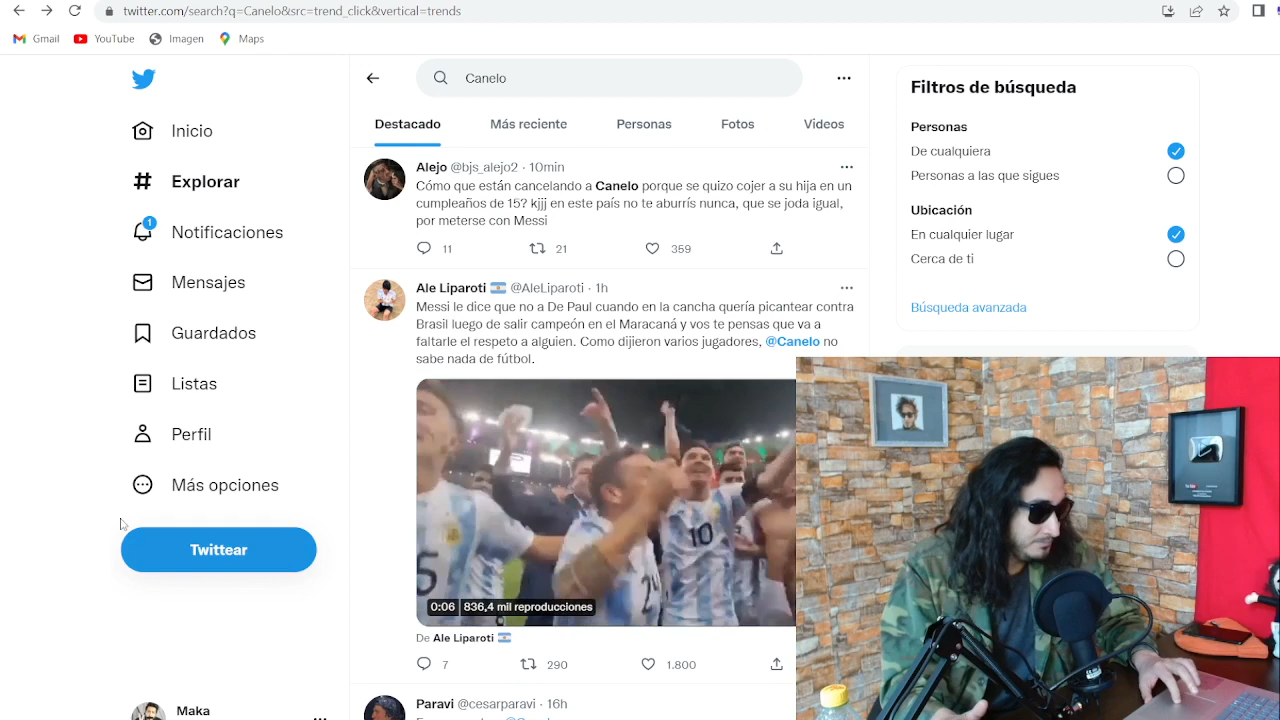 twitter.com/search?q=Canelo&src=trend_click&vertical=trends
Gmail
YouTube
Imagen
Maps
Inicio
Explorar
1
Notificaciones
Mensajes
Guardados
Listas
Perfil
Más opciones
Twittear
Maka
Canelo
Destacado
Más reciente
Personas
Fotos
Videos
Alejo @bjs_alejo2 · 10min
Cómo que están cancelando a Canelo porque se quizo cojer a su hija en un
cumpleaños de 15? kjjj en este país no te aburrís nunca, que se joda igual,
por meterse con Messi
11
21
359
Ale Liparoti @AleLiparoti · 1h
Messi le dice que no a De Paul cuando en la cancha quería picantear contra
Brasil luego de salir campeón en el Maracaná y vos te pensas que va a
faltarle el respeto a alguien. Como dijieron varios jugadores, @Canelo no
sabe nada de fútbol.
10
0:06
836,4 mil reproducciones
De Ale Liparoti
7
290
1.800
Paravi @cesarparavi · 16h
Filtros de búsqueda
Personas
De cualquiera
Personas a las que sigues
Ubicación
En cualquier lugar
Cerca de ti
Búsqueda avanzada